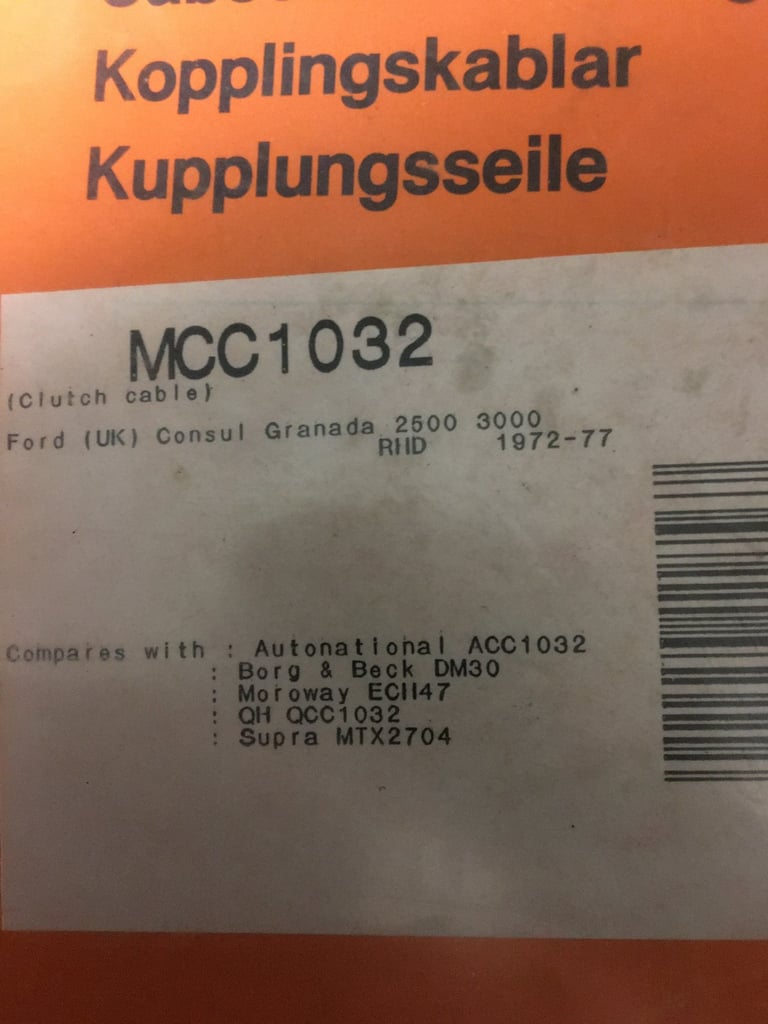 Kopplingskablar
Kupplungsseile
MCC1032
(Clutch cable)
Ford (UK) Consul Granada 2500 3000
RHD 1972-77
Compares with : Autonational ACC1032
: Borg & Beck DM30
: Moroway ECH47
: QH QCC1032
: Supra MTX2704